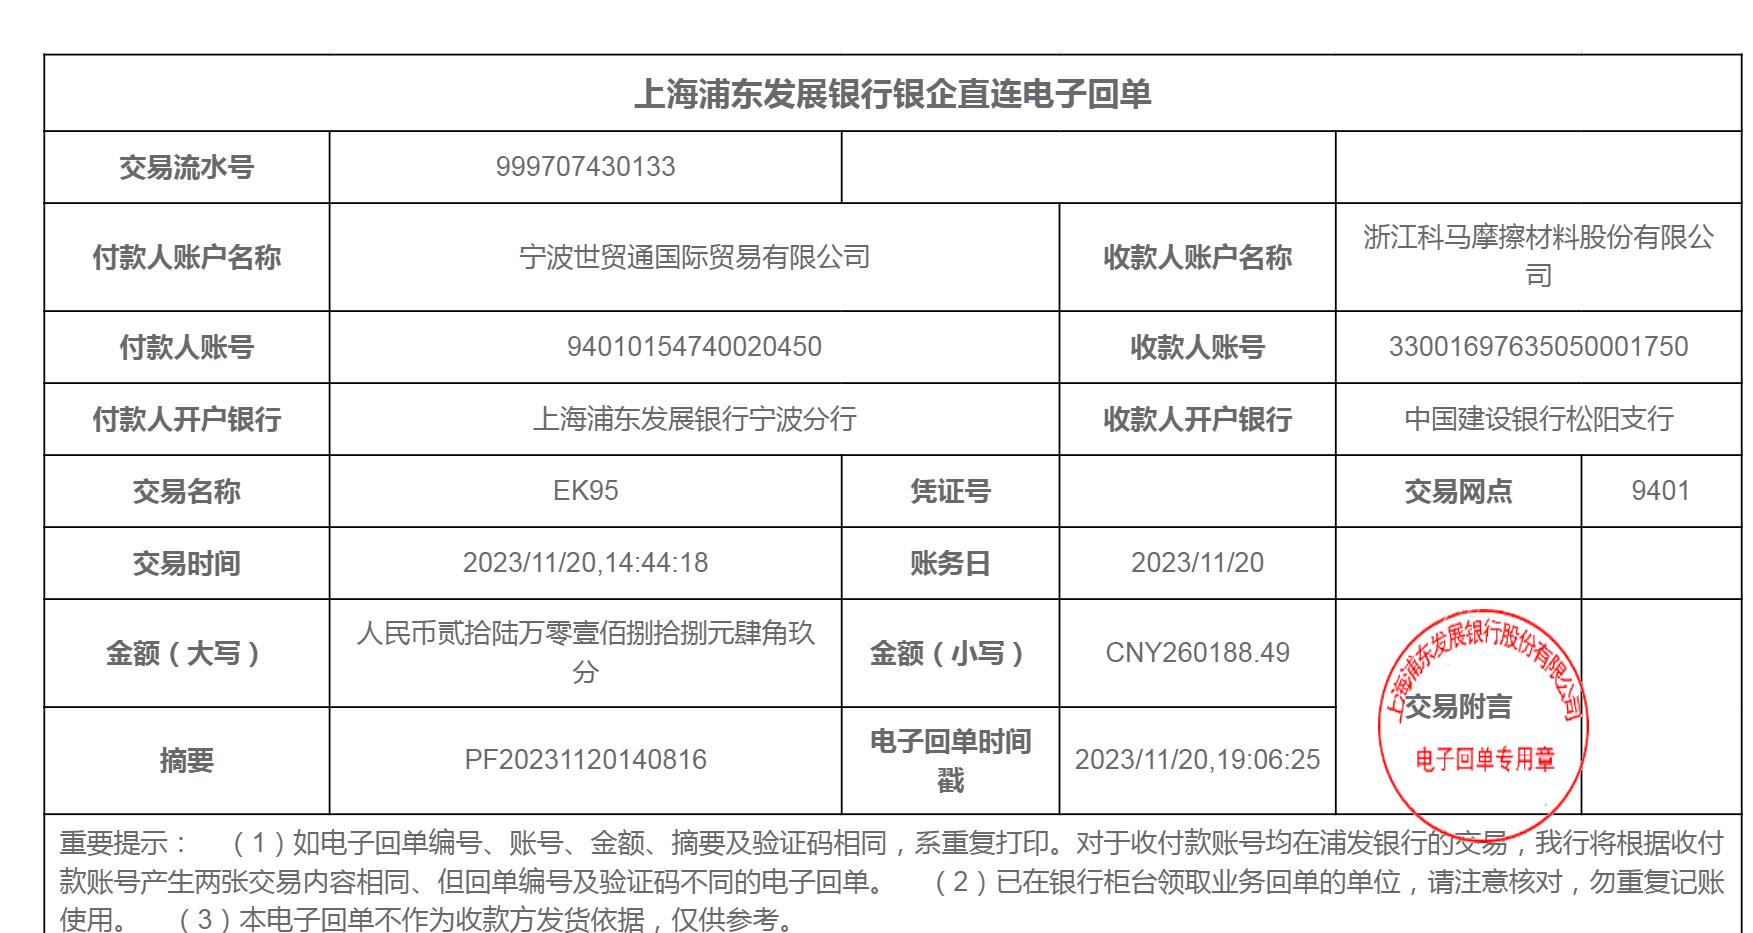 上海浦东发展银行银企直连电子回单
交易流水号 999707430133
付款人账户名称 宁波世贸通国际贸易有限公司 收款人账户名称 浙江科马摩擦材料股份有限公
司
付款人账号 94010154740020450 收款人账号 33001697635050001750
付款人开户银行 上海浦东发展银行宁波分行 收款人开户银行 中国建设银行松阳支行
交易名称 EK95 凭证号 交易网点 9401
交易时间 2023/11/20,14:44:18 账务日 2023/11/20
金额（大写） 人民币贰拾陆万零壹佰捌拾捌元肆角玖
分
金额（小写） CNY260188.49
上海浦东发展银行股份有限公司
交易附言
电子回单专用章
摘要 PF20231120140816 电子回单时间
戳
2023/11/20,19:06:25
重要提示： （1）如电子回单编号、账号、金额、摘要及验证码相同，系重复打印。对于收付款账号均在浦发银行的交易，我行将根据收付
款账号产生两张交易内容相同、但回单编号及验证码不同的电子回单。 （2）已在银行柜台领取业务回单的单位，请注意核对，勿重复记账
使用。 （3）本电子回单不作为收款方发货依据，仅供参考。